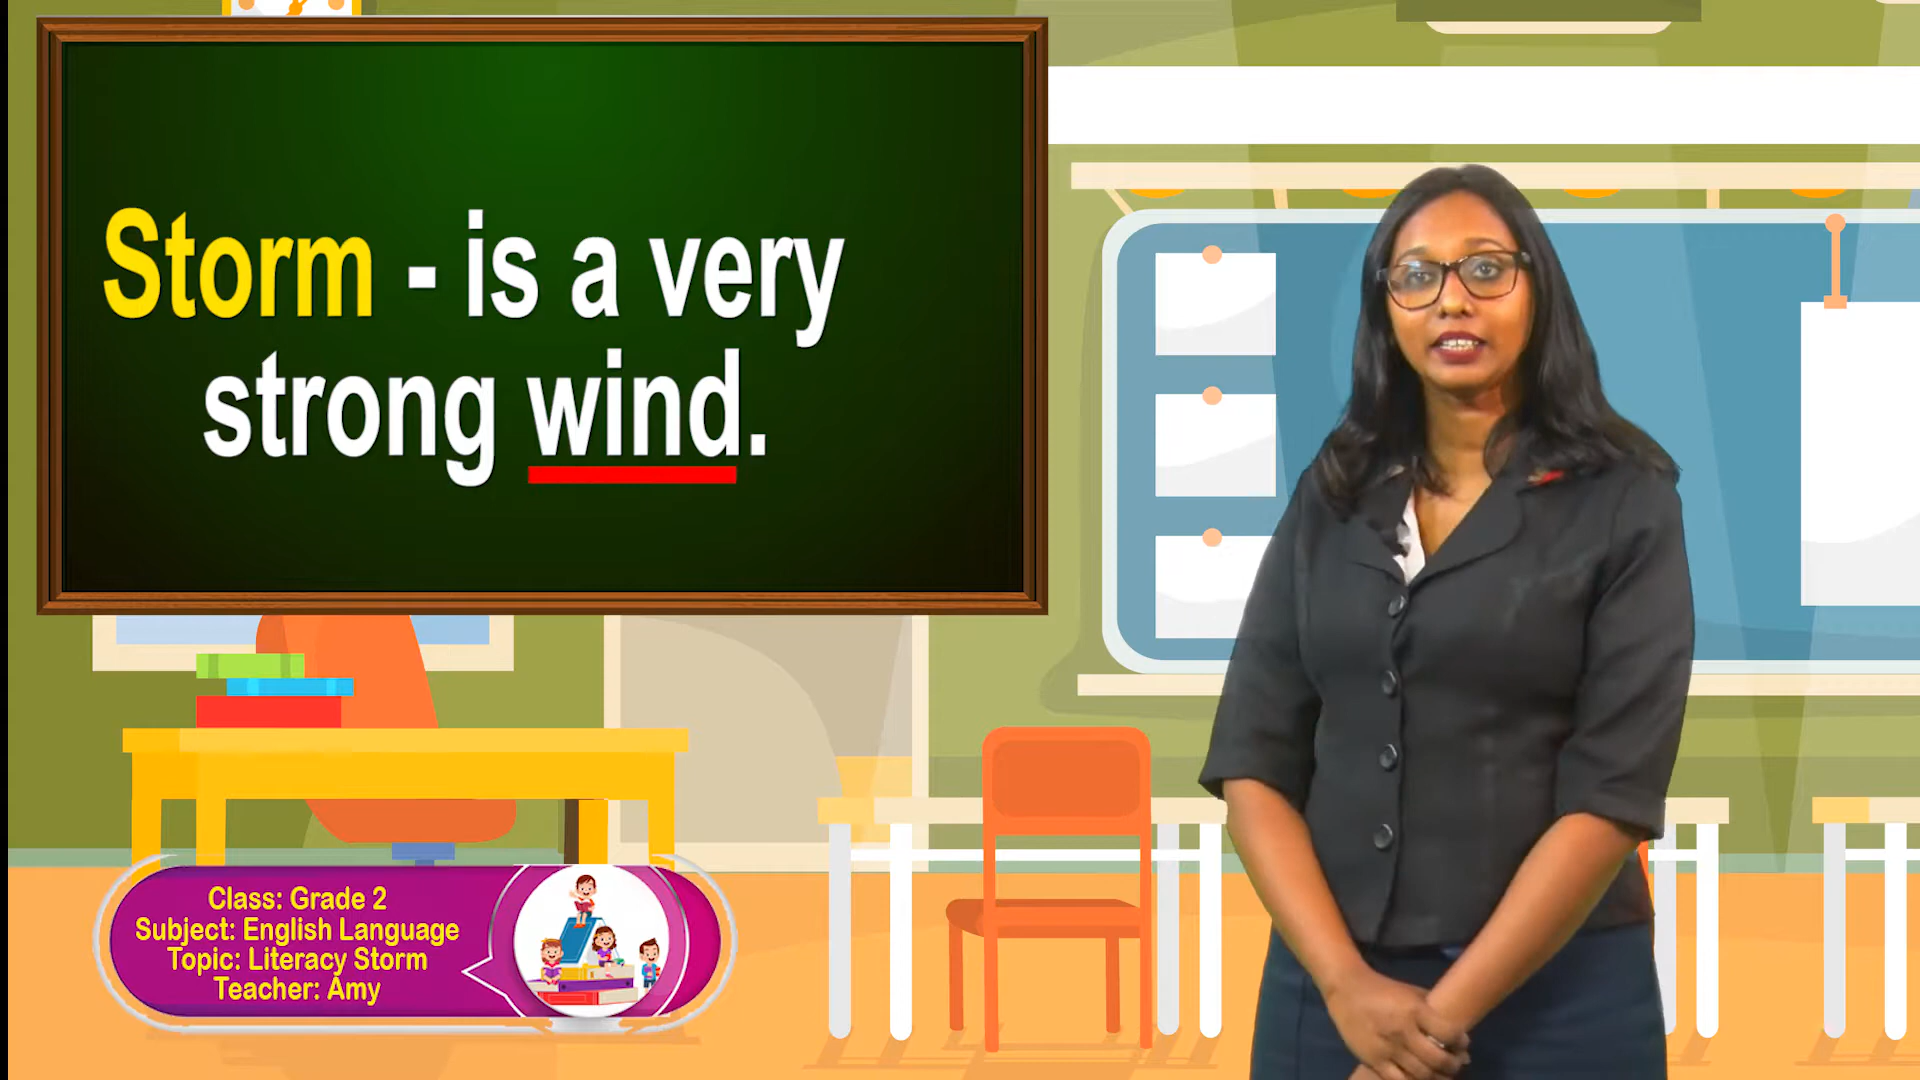 Storm - is a very
strong wind.
Class: Grade 2
Subject: English Language
Topic: Literacy Storm
Teacher: Amy